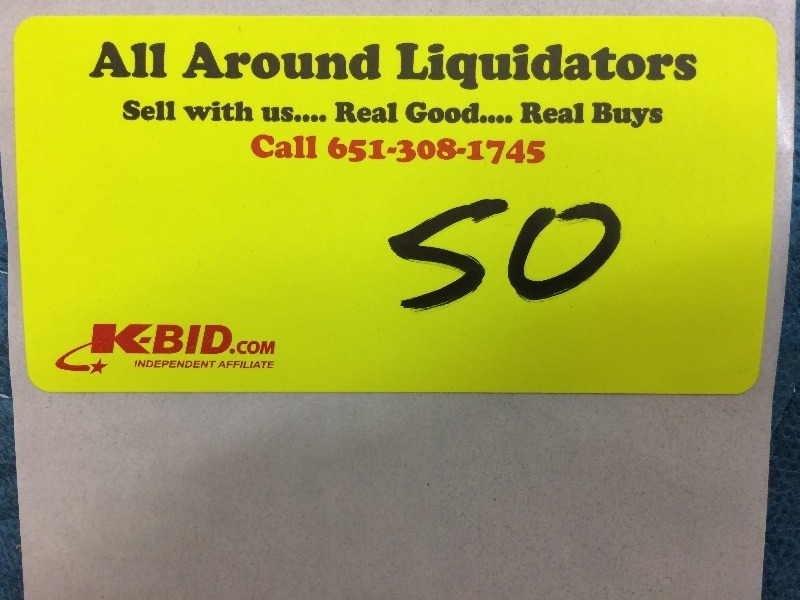 All Around Liquidators
Sell with us.... Real Good.... Real Buys
Call 651-308-1745
50
K-BID.COM
INDEPENDENT AFFILIATE